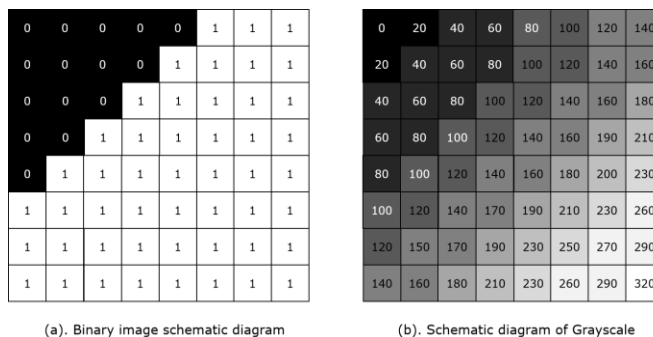 0 0 0 0 0 1 1 1
0 0 0 0 1 1 1 1
0 0 0 1 1 1 1 1
0 0 1 1 1 1 1 1
0 1 1 1 1 1 1 1
1 1 1 1 1 1 1 1
1 1 1 1 1 1 1 1
1 1 1 1 1 1 1 1
(a). Binary image schematic diagram
0 20 40 60 80 100 120 140
20 40 60 80 100 120 140 160
40 60 80 100 120 140 160 180
60 80 100 120 140 160 190 210
80 100 120 140 160 180 200 230
100 120 140 170 190 210 230 260
120 150 170 190 230 250 270 290
140 160 180 210 230 260 290 320
(b). Schematic diagram of Grayscale